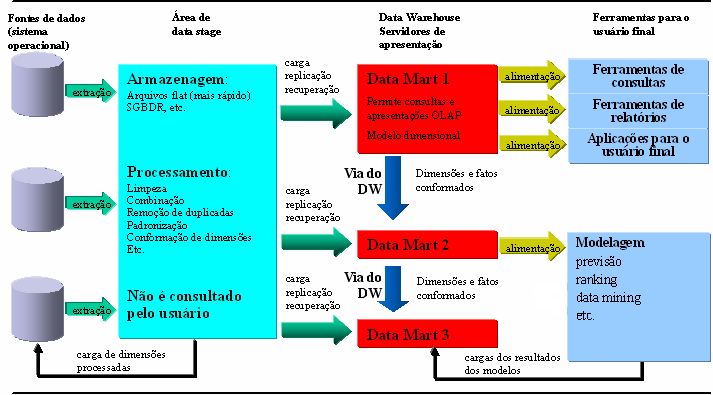 Fontes de dados
(sistema
operacional)
Área de
data stage
Data Warehouse
Servidores de
apresentação
Ferramentas para o
usuário final
extração
extração
extração
Armazenagem:
Arquivos flat (mais rápido)
SGBDR, etc.
Processamento:
Limpeza
Combinação
Remoção de duplicadas
Padronização
Conformação de dimensões
Etc.
Não é consultado
pelo usuário
carga
replicação
recuperação
carga
replicação
recuperação
carga
replicação
recuperação
Data Mart 1
Permite consultas e
apresentações OLAP
Modelo dimensional
Via do
DW
Dimensões e fatos
conformados
Data Mart 2
Via do
DW
Dimensões e fatos
conformados
Data Mart 3
alimentação
alimentação
alimentação
alimentação
Ferramentas de
consultas
Ferramentas de
relatórios
Aplicações para o
usuário final
Modelagem
previsão
ranking
data mining
etc.
carga de dimensões
processadas
cargas dos resultados
dos modelos